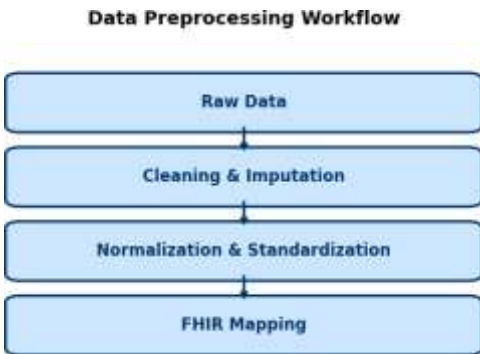 Data Preprocessing Workflow
Raw Data
Cleaning & Imputation
Normalization & Standardization
FHIR Mapping